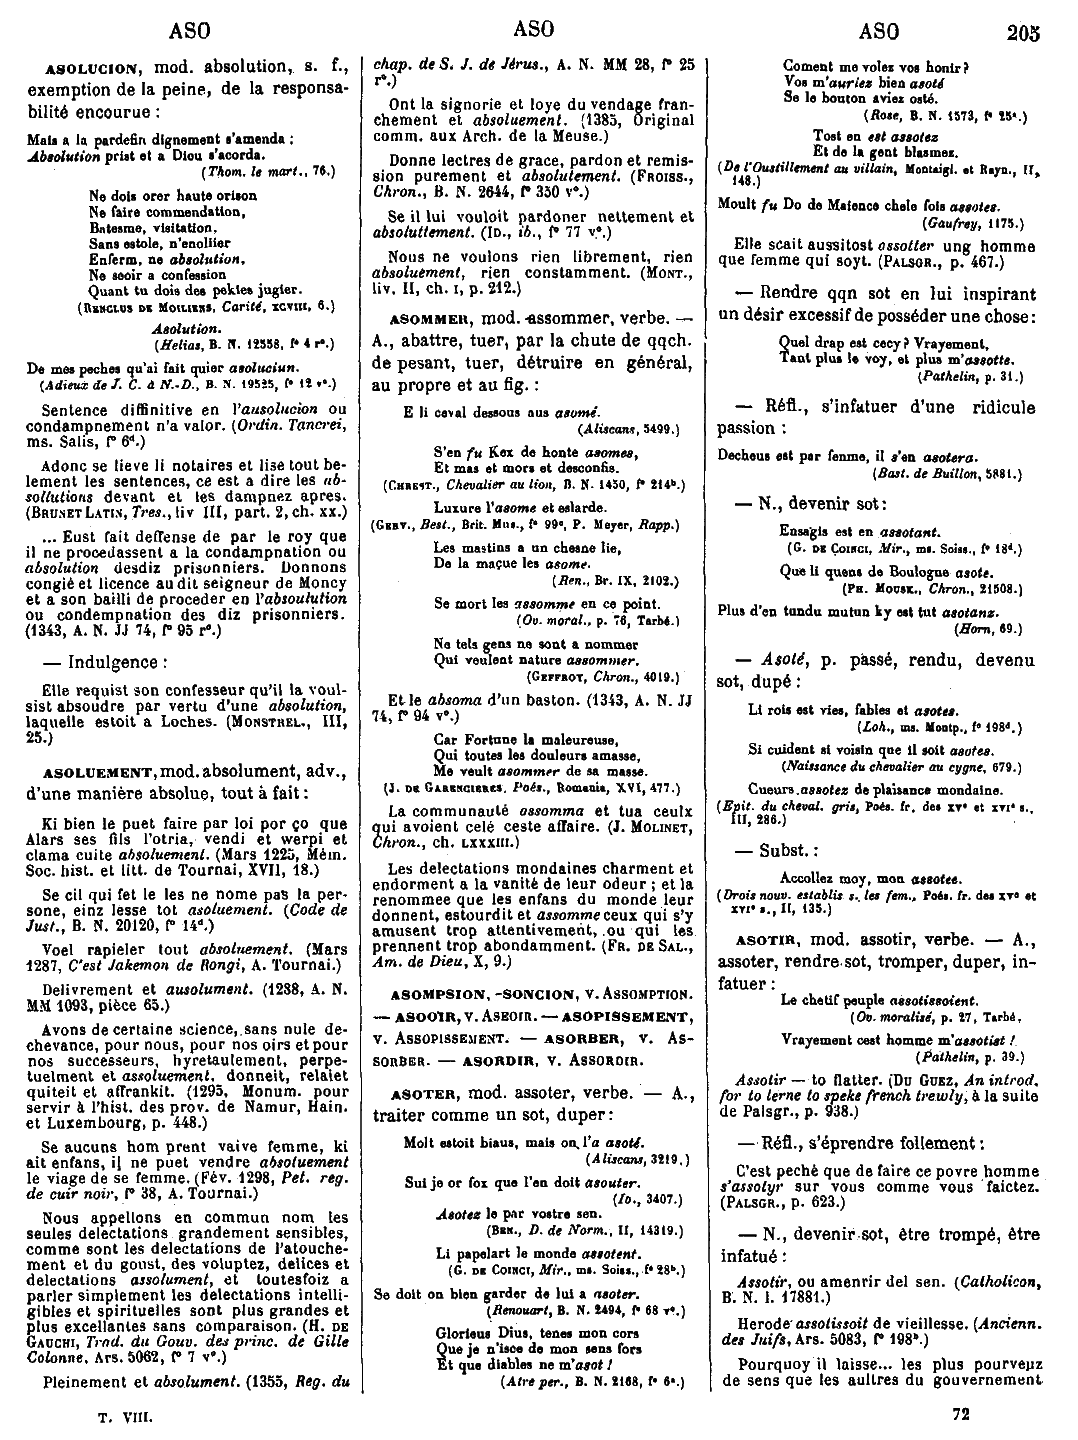 ASO
ASO
ASO
205
ASOLUCION, mod. absolution, s. f.,
exemption de la peine, de la responsa-
bilité encourue :
Mais a la pardefin dignement s'amenda :
Absolution prist et a Diou s'acorda.
(Thom. le mart., 76.)
Ne dois orer haute orison
Ne faire commendation,
Batesme, visitation,
Sans estole, n'enoliier
Enferm, ne absolution,
Ne seoir a confession
Quant tu dois des pekies jugier.
(RENCLUS DE MOILIENS, Carité, XCVIII, 6.)
Asolution.
(Helias, B. N. 12558, f° 4 r°.)
De mes peches qu'ai fait quier asoluciun.
(Adieux de J. C. à N.-D., B. N. 19525, f° 12 v°.)
Sentence diffinitive en l'ausolucion ou
condampnement n'a valor. (Ordin. Tancrei,
ms. Salis, f° 6d.)
Adonc se lieve li notaires et lise tout be-
lement les sentences, ce est a dire les ab-
sollutions devant et les dampnez apres.
(BRUNET LATIN, Tres., liv III, part. 2, ch. xx.)
... Eust fait deffense de par le roy que
il ne procedassent a la condampnation ou
absolution desdiz prisonniers. Donnons
congié et licence au dit seigneur de Moncy
et a son bailli de proceder en l'absoulution
ou condempnation des diz prisonniers.
(1343, A. N. JJ 74, f° 95 r°.)
— Indulgence :
Elle requist son confesseur qu'il la voul-
sist absoudre par vertu d'une absolution,
laquelle estoit a Loches. (MONSTREL., III,
25.)
ASOLUEMENT, mod. absolument, adv.,
d'une manière absolue, tout à fait :
Ki bien le puet faire par loi por ço que
Alars ses fils l'otria, vendi et werpi et
clama cuite absoluement. (Mars 1225, Mém.
Soc. hist. et litt. de Tournai, XVII, 18.)
Se cil qui fet le les ne nome pas la per-
sone, einz lesse tot asoluement. (Code de
Just., B. N. 20120, f° 14d.)
Voel rapieler tout absoluement. (Mars
1287, C'est Jakemon de Rongi, A. Tournai.)
Delivrement et ausolument. (1288, A. N.
MM 1093, pièce 65.)
Avons de certaine science, sans nule de-
chevance, pour nous, pour nos oirs et pour
nos successeurs, hyretaulement, perpe-
tuelment et assoluement, donneit, relaiet
quiteit et affrankit. (1295, Monum. pour
servir à l'hist. des prov. de Namur, Hain.
et Luxembourg, p. 448.)
Se aucuns hom prent vaive femme, ki
ait enfans, il ne puet vendre absoluement
le viage de se femme. (Fév. 1298, Pet. reg.
de cuir noir, f° 38, A. Tournai.)
Nous appellons en commun nom les
seules delectations grandement sensibles,
comme sont les delectations de l'atouche-
ment et du goust, des voluptez, delices et
delectations assolument, et toutesfoiz a
parler simplement les delectations intelli-
gibles et spirituelles sont plus grandes et
plus excellantes sans comparaison. (H. DE
GAUCHI, Trad. du Gouv. des princ. de Gille
Colonne, Ars. 5062, f° 7 v°.)
Pleinement et absolument. (1355, Reg. du
T. VIII.
chap. de S. J. de Jérus., A. N. MM 28, f° 25
r°.)
Ont la signorie et loye du vendage fran-
chement et absoluement. (1385, Original
comm. aux Arch. de la Meuse.)
Donne lectres de grace, pardon et remis-
sion purement et absolutement. (FROISS.,
Chron., B. N. 2644, f° 350 v°.)
Se il lui vouloit pardoner nettement et
absoluttement. (ID., ib., f° 77 v°.)
Nous ne voulons rien librement, rien
absoluement, rien constamment. (MONT.,
liv. II, ch. I, p. 212.)
ASOMMER, mod. assommer, verbe. —
A., abattre, tuer, par la chute de qqch.
de pesant, tuer, détruire en général,
au propre et au fig. :
E li ceval dessous aus asomé.
(Aliscans, 5499.)
S'en fu Kex de honte asomes,
Et mas et mors et desconfis.
(CHREST., Chevalier au lion, B. N. 1450, f° 214b.)
Luxure l'asome et eslarde.
(GERV., Best., Brit. Mus., f° 99c, P. Meyer, Rapp.)
Les mastins a un chesne lie,
De la maçue les asome.
(Ren., Br. IX, 2102.)
Se mort les assomme en ce point.
(Ov. moral., p. 76, Tarbé.)
Ne tels gens ne sont a nommer
Qui veulent nature assommer.
(GEFFROT, Chron., 4019.)
Et le absoma d'un baston. (1343, A. N. JJ
74, f° 94 v°.)
Car Fortune la maleureuse,
Qui toutes les douleurs amasse,
Me veult asommer de sa masse.
(J. DE GARENCIERES, Poés., Romania, XVI, 477.)
La communauté assomma et tua ceulx
qui avoient celé ceste affaire. (J. MOLINET,
Chron., ch. LXXXIII.)
Les delectations mondaines charment et
endorment a la vanité de leur odeur ; et la
renommee que les enfans du monde leur
donnent, estourdit et assomme ceux qui s'y
amusent trop attentivement, ou qui les
prennent trop abondamment. (FR. DE SAL.,
Am. de Dieu, X, 9.)
ASOMPSION, -SONCION, v. ASSOMPTION.
— ASOOIR, v. ASEOIR. — ASOPISSEMENT,
v. ASSOPISSEMENT. — ASORBER, v. AS-
SORBER. — ASORDIR, v. ASSORDIR.
ASOTER, mod. assoter, verbe. — A.,
traiter comme un sot, duper :
Molt estoit biaus, mais on l'a asoté.
(Aliscans, 3219.)
Sui je or fox que l'en doit asouter.
(ID., 3407.)
Asotez le par vostre sen.
(BEN., D. de Norm., II, 14319.)
Li papelart le monde assotent.
(G. DE COINCI, Mir., ms. Soiss., f° 28b.)
Se doit on bien garder de lui a asoter.
(Renouart, B. N. 2494, f° 68 v°.)
Glorieus Dius, tenes mon cors
Que je n'isce de mon sens fors
Et que diables ne m'asot !
(Atre per., B. N. 2168, f° 6c.)
Coment me volez vos honir?
Vos m'auriez bien asoté
Se le bouton aviez osté.
(Rose, B. N. 1573, f° 25a.)
Tost en est assotez
Et de la gent blasmez.
(De l'Oustillement au villain, Montaigl. et Rayn., II,
148.)
Moult fu Do de Maience chele fois assotes.
(Gaufrey, 1175.)
Elle scait aussitost assotter ung homme
que femme qui soyt. (PALSGR., p. 467.)
— Rendre qqn sot en lui inspirant
un désir excessif de posséder une chose :
Quel drap est cecy? Vrayement,
Tant plus le voy, et plus m'assotte.
(Pathelin, p. 31.)
— Réfl., s'infatuer d'une ridicule
passion :
Decheus est par fenme, il s'en asotera.
(Bast. de Buillon, 5881.)
— N., devenir sot :
Ensagis est en assotant.
(G. DE COINCI, Mir., ms. Soiss., f° 18d.)
Que li quens de Boulogne asote.
(PH. MOUSK., Chron., 21508.)
Plus d'en tandu mutun ky est tut asotanz.
(Horn, 69.)
— Asoté, p. passé, rendu, devenu
sot, dupé :
Li rois est vies, fables et asotes.
(Loh., ms. Montp., f° 198d.)
Si cuident si voisin que il soit asotes.
(Naissance du chevalier au cygne, 679.)
Cueurs assotez de plaisance mondaine.
(Epit. du cheval. gris, Poés. fr. des XVe et XVIe s.,
III, 286.)
— Subst. :
Accollez moy, mon assotee.
(Drois nouv. establis s. les fem., Poés. fr. des XVe et
XVIe s., II, 135.)
ASOTIR, mod. assotir, verbe. — A.,
assoter, rendre sot, tromper, duper, in-
fatuer :
Le chetif peuple assotissoient.
(Ov. moralisé, p. 27, Tarbé.
Vrayement cest homme m'assotist !
(Pathelin, p. 39.)
Assotir — to flatter. (DU GUEZ, An introd.
for to lerne to speke french trewly, à la suite
de Palsgr., p. 938.)
— Réfl., s'éprendre follement :
C'est peché que de faire ce povre homme
s'assotyr sur vous comme vous faictez.
(PALSGR., p. 623.)
— N., devenir sot, être trompé, être
infatué :
Assotir, ou amenrir del sen. (Catholicon,
B. N. l. 17881.)
Herode assotissoit de vieillesse. (Ancienn.
des Juifs, Ars. 5083, f° 198b.)
Pourquoy il laisse... les plus pourveuz
de sens que les aultres du gouvernement
72